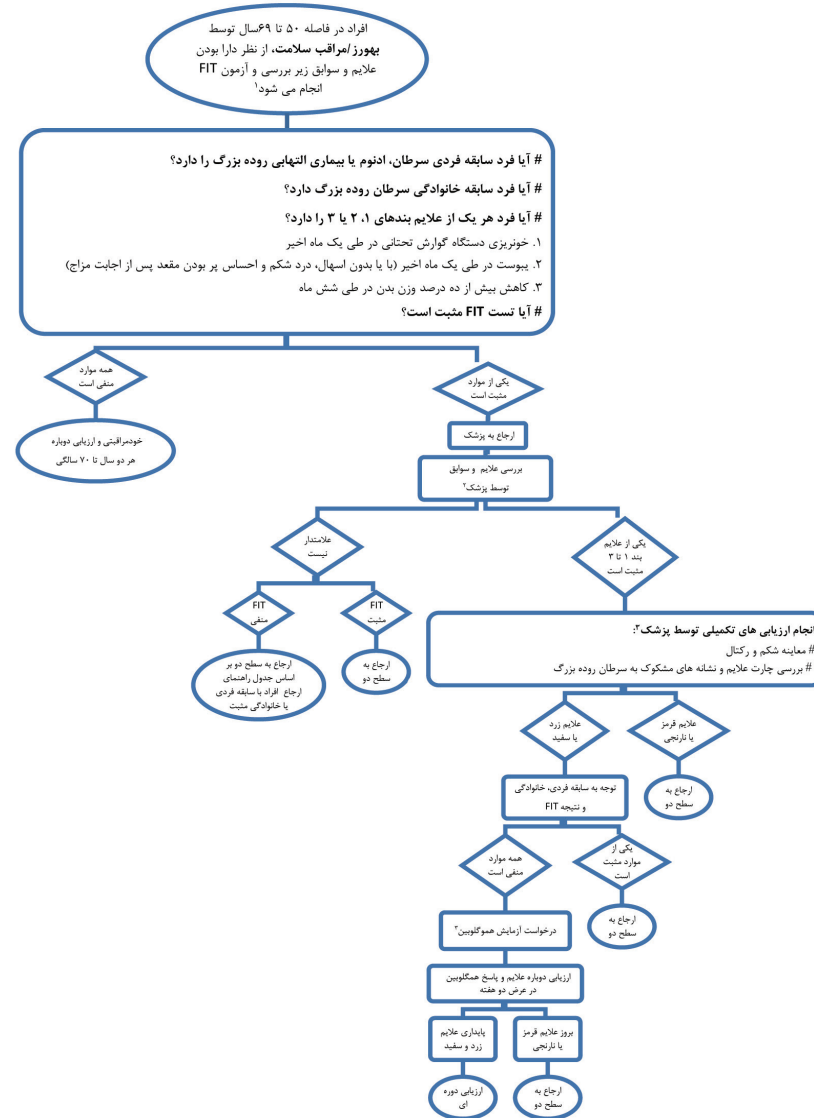 افراد در فاصله ۵۰ تا ۶۹سال توسط
بهورز/مراقب سلامت، از نظر دارا بودن
علایم و سوابق زیر بررسی و آزمون FIT
انجام می شود۱
# آیا فرد سابقه فردی سرطان، ادنوم یا بیماری التهابی روده بزرگ را دارد؟
# آیا فرد سابقه خانوادگی سرطان روده بزرگ دارد؟
# آیا فرد هر یک از علایم بندهای ۱، ۲ یا ۳ را دارد؟
۱. خونریزی دستگاه گوارش تحتانی در طی یک ماه اخیر
۲. یبوست در طی یک ماه اخیر (با یا بدون اسهال، درد شکم و احساس پر بودن مقعد پس از اجابت مزاج)
۳. کاهش بیش از ده درصد وزن بدن در طی شش ماه
# آیا تست FIT مثبت است؟
یکی از موارد
مثبت است
همه موارد
منفی است
ارجاع به پزشک
خودمراقبتی و ارزیابی دوباره
هر دو سال تا ۷۰ سالگی
بررسی علایم و سوابق
توسط پزشک۲
یکی از علایم
بند ۱ تا ۳
مثبت است
علامتدار
نیست
FIT
مثبت
FIT
منفی
ارجاع به
سطح دو
ارجاع به سطح دو بر
اساس جدول راهنمای
ارجاع افراد با سابقه فردی
یا خانوادگی مثبت
انجام ارزیابی های تکمیلی توسط پزشک۳:
# معاینه شکم و رکتال
# بررسی چارت علایم و نشانه های مشکوک به سرطان روده بزرگ
علایم قرمز
یا نارنجی
علایم زرد
یا سفید
ارجاع به
سطح دو
توجه به سابقه فردی، خانوادگی
و نتیجه FIT
یکی از
موارد مثبت
است
همه موارد
منفی است
ارجاع به
سطح دو
درخواست آزمایش هموگلوبین۳
ارزیابی دوباره علایم و پاسخ همگلوبین
در عرض دو هفته
بروز علایم قرمز
یا نارنجی
پایداری علایم
زرد و سفید
ارجاع به
سطح دو
ارزیابی دوره
ای